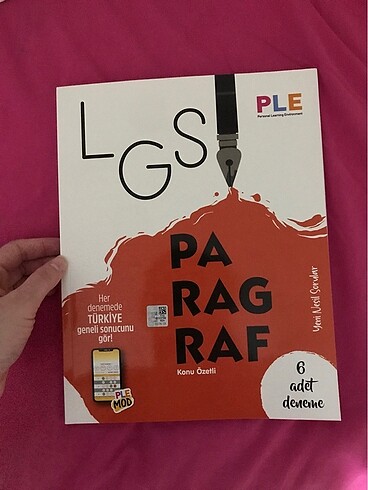 LGS
PLE
Personal Learning Environment
PA
RAG
RAF
Konu Özetli
Her
denemede
TÜRKİYE
geneli sonucunu
gör!
PLE
MOD
Yeni Nesil Sorular
6
adet
deneme